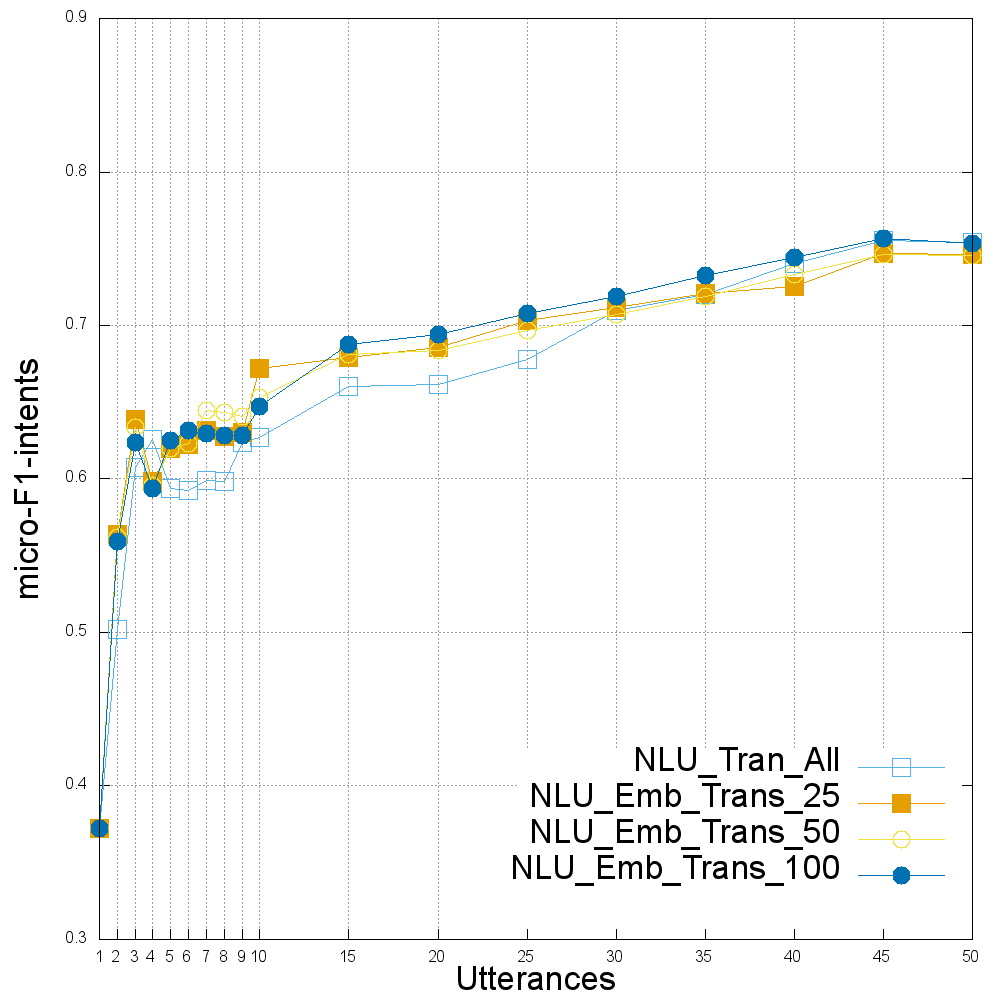 0.9
0.8
0.7
0.6
0.5
0.4
0.3
micro-F1-intents
NLU_Tran_All
NLU_Emb_Trans_25
NLU_Emb_Trans_50
NLU_Emb_Trans_100
1 2 3 4 5 6 7 8 9 10 15 20 25 30 35 40 45 50
Utterances